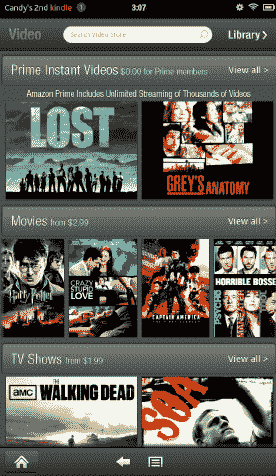 Candy's 2nd kindle 1 3:07
Video Search Video Store Library >
Prime Instant Videos $0.00 for Prime members View all >
Amazon Prime Includes Unlimited Streaming of Thousands of Videos
LOST
GREY'S ANATOMY
Movies from $2.99 View all >
Harry Potter
CRAZY
STUPID
LOVE
CAPTAIN AMERICA
HORRIBLE BOSSES
PSYCHO
TV Shows from $1.99 View all >
AMC
THE
WALKING DEAD
SOA